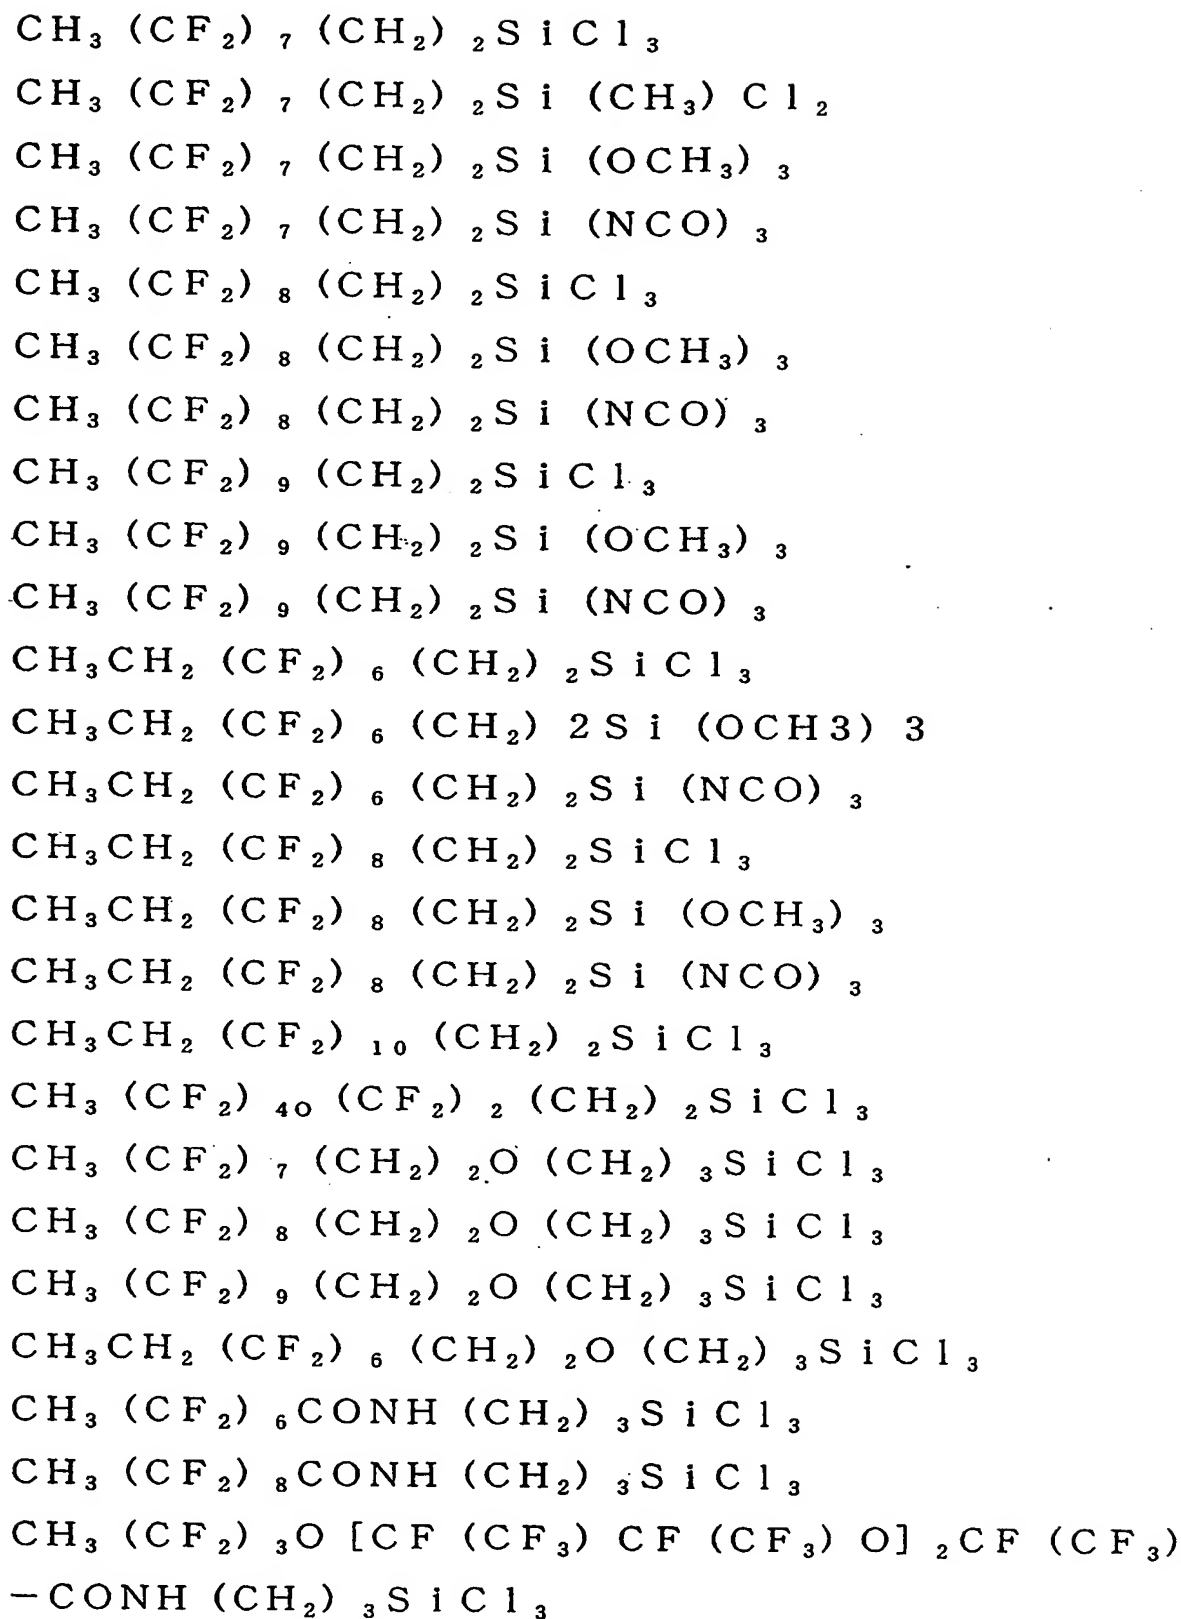 CH₃ (CF₂) ₇ (CH₂) ₂SiCl₃
CH₃ (CF₂) ₇ (CH₂) ₂Si (CH₃) Cl₂
CH₃ (CF₂) ₇ (CH₂) ₂Si (OCH₃) ₃
CH₃ (CF₂) ₇ (CH₂) ₂Si (NCO) ₃
CH₃ (CF₂) ₈ (CH₂) ₂SiCl₃
CH₃ (CF₂) ₈ (CH₂) ₂Si (OCH₃) ₃
CH₃ (CF₂) ₈ (CH₂) ₂Si (NCO) ₃
CH₃ (CF₂) ₉ (CH₂) ₂SiCl₃
CH₃ (CF₂) ₉ (CH₂) ₂Si (OCH₃) ₃
CH₃ (CF₂) ₉ (CH₂) ₂Si (NCO) ₃
CH₃CH₂ (CF₂) ₆ (CH₂) ₂SiCl₃
CH₃CH₂ (CF₂) ₆ (CH₂) 2Si (OCH3) 3
CH₃CH₂ (CF₂) ₆ (CH₂) ₂Si (NCO) ₃
CH₃CH₂ (CF₂) ₈ (CH₂) ₂SiCl₃
CH₃CH₂ (CF₂) ₈ (CH₂) ₂Si (OCH₃) ₃
CH₃CH₂ (CF₂) ₈ (CH₂) ₂Si (NCO) ₃
CH₃CH₂ (CF₂) ₁₀ (CH₂) ₂SiCl₃
CH₃ (CF₂) ₄₀ (CF₂) ₂ (CH₂) ₂SiCl₃
CH₃ (CF₂) ₇ (CH₂) ₂O (CH₂) ₃SiCl₃
CH₃ (CF₂) ₈ (CH₂) ₂O (CH₂) ₃SiCl₃
CH₃ (CF₂) ₉ (CH₂) ₂O (CH₂) ₃SiCl₃
CH₃CH₂ (CF₂) ₆ (CH₂) ₂O (CH₂) ₃SiCl₃
CH₃ (CF₂) ₆CONH (CH₂) ₃SiCl₃
CH₃ (CF₂) ₈CONH (CH₂) ₃SiCl₃
CH₃ (CF₂) ₃O [CF (CF₃) CF (CF₃) O] ₂CF (CF₃)
−CONH (CH₂) ₃SiCl₃